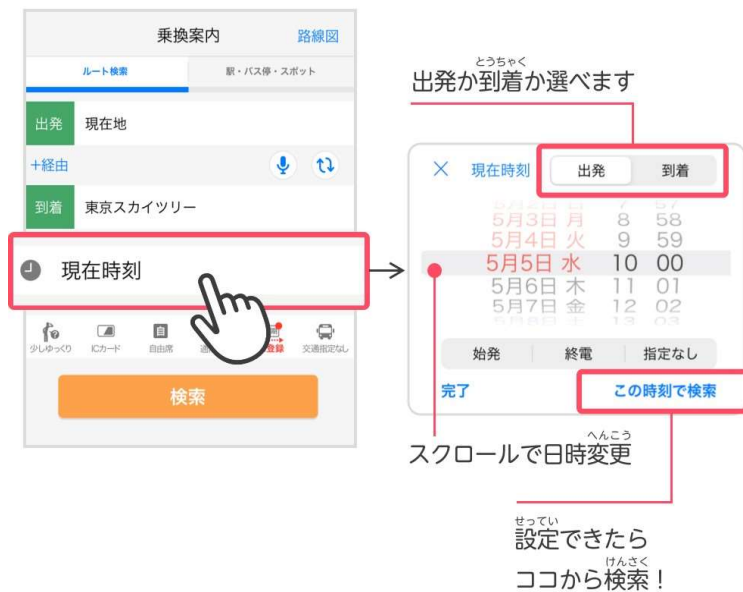 乗換案内 路線図
ルート検索 駅・バス停・スポット
出発 現在地
+経由
到着 東京スカイツリー
現在時刻
少しゆっくり ICカード 自由席 登録 交通指定なし
検索
とうちゃく
出発か到着か選べます
× 現在時刻 出発 到着
5月3日 月 8 58
5月4日 火 9 59
5月5日 水 10 00
5月6日 木 11 01
5月7日 金 12 02
始発 終電 指定なし
完了 この時刻で検索
へんこう
スクロールで日時変更
せってい
設定できたら
けんさく
ココから検索!